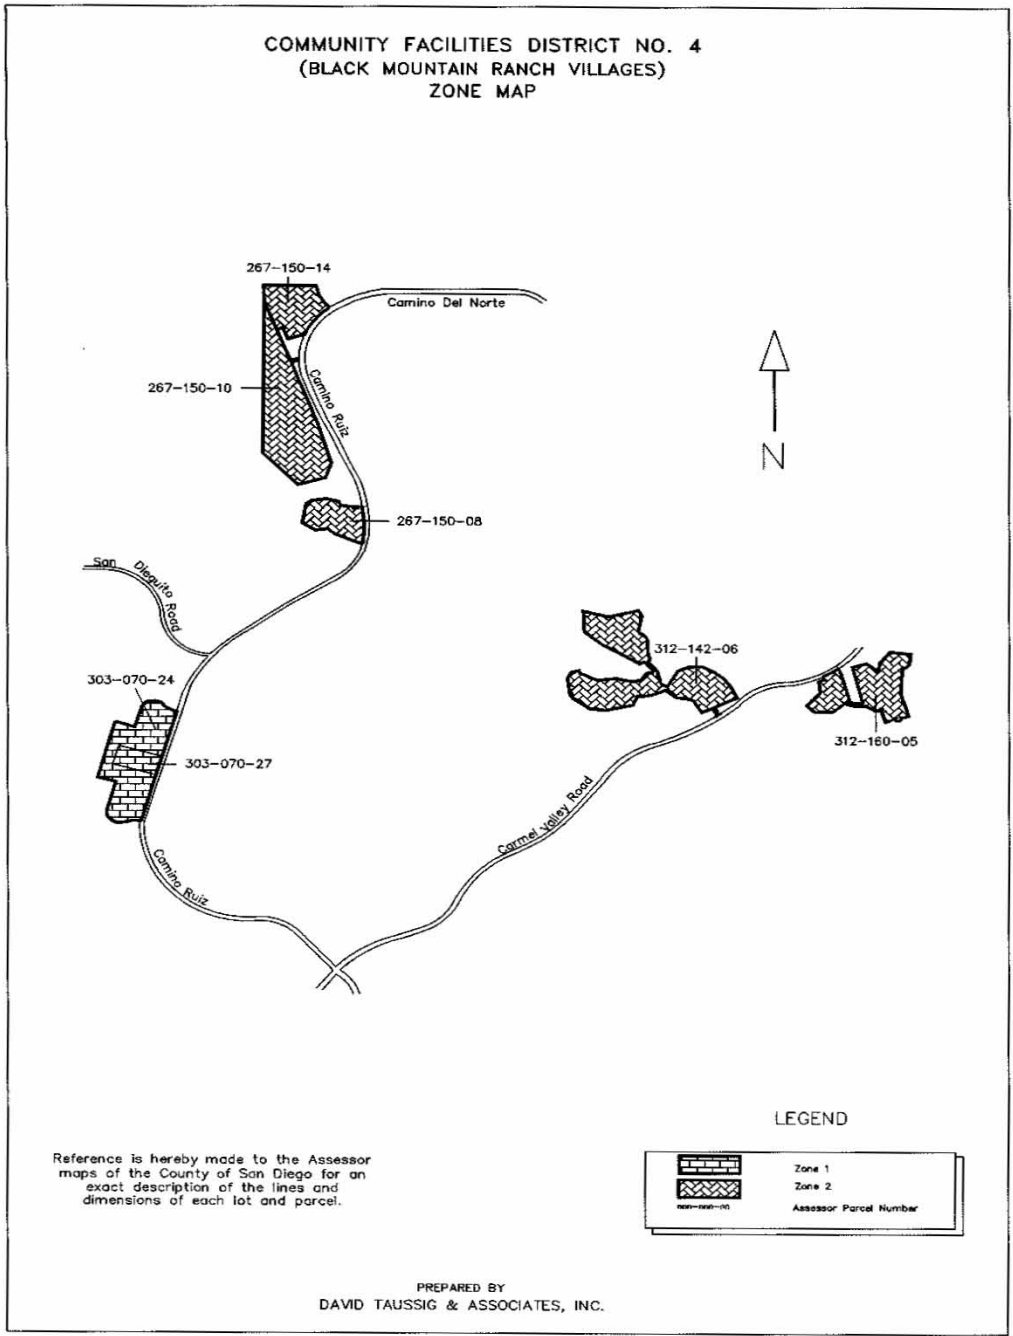 COMMUNITY FACILITIES DISTRICT NO. 4
(BLACK MOUNTAIN RANCH VILLAGES)
ZONE MAP
267-150-14
Camino Del Norte
267-150-10
Camino Ruiz
N
267-150-08
San Dieguito Road
312-142-06
303-070-24
312-160-05
303-070-27
Carmel Valley Road
Camino Ruiz
LEGEND
Zone 1
Zone 2
Assessor Parcel Number
Reference is hereby made to the Assessor
maps of the County of San Diego for an
exact description of the lines and
dimensions of each lot and parcel.
PREPARED BY
DAVID TAUSSIG & ASSOCIATES, INC.